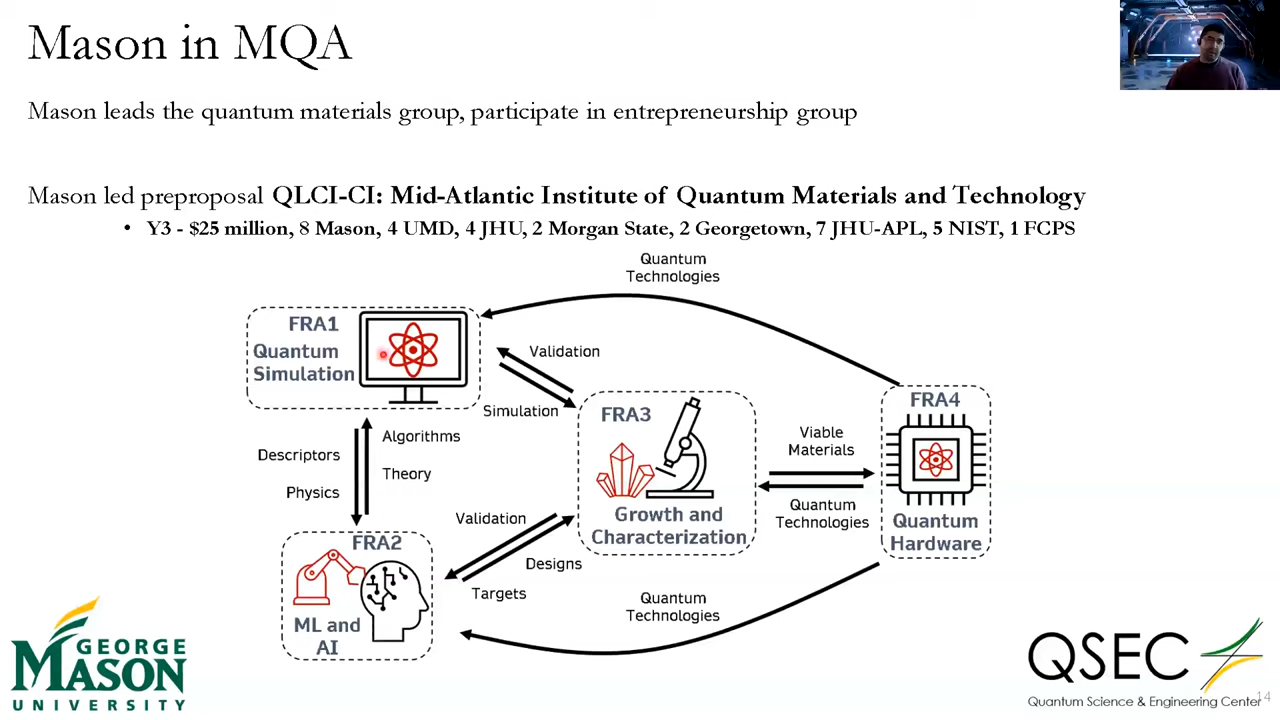 Mason in MQA
Mason leads the quantum materials group, participate in entrepreneurship group
Mason led preproposal QLCI-CI: Mid-Atlantic Institute of Quantum Materials and Technology
• Y3 - $25 million, 8 Mason, 4 UMD, 4 JHU, 2 Morgan State, 2 Georgetown, 7 JHU-APL, 5 NIST, 1 FCPS
Quantum
Technologies
FRA1
Quantum
Simulation
Validation
Simulation
FRA3
Growth and
Characterization
FRA4
Quantum
Hardware
Viable
Materials
Quantum
Technologies
Descriptors
Physics
Algorithms
Theory
Validation
Designs
Targets
FRA2
ML and
AI
Quantum
Technologies
GEORGE
MASON
UNIVERSITY
QSEC
Quantum Science & Engineering Center
14